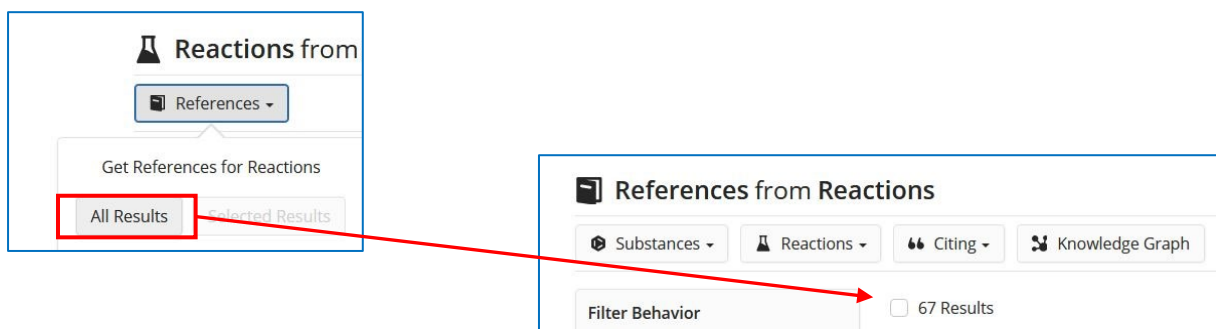 Reactions from
References
Get References for Reactions
All Results Selected Results
References from Reactions
Substances Reactions Citing Knowledge Graph
Filter Behavior
67 Results